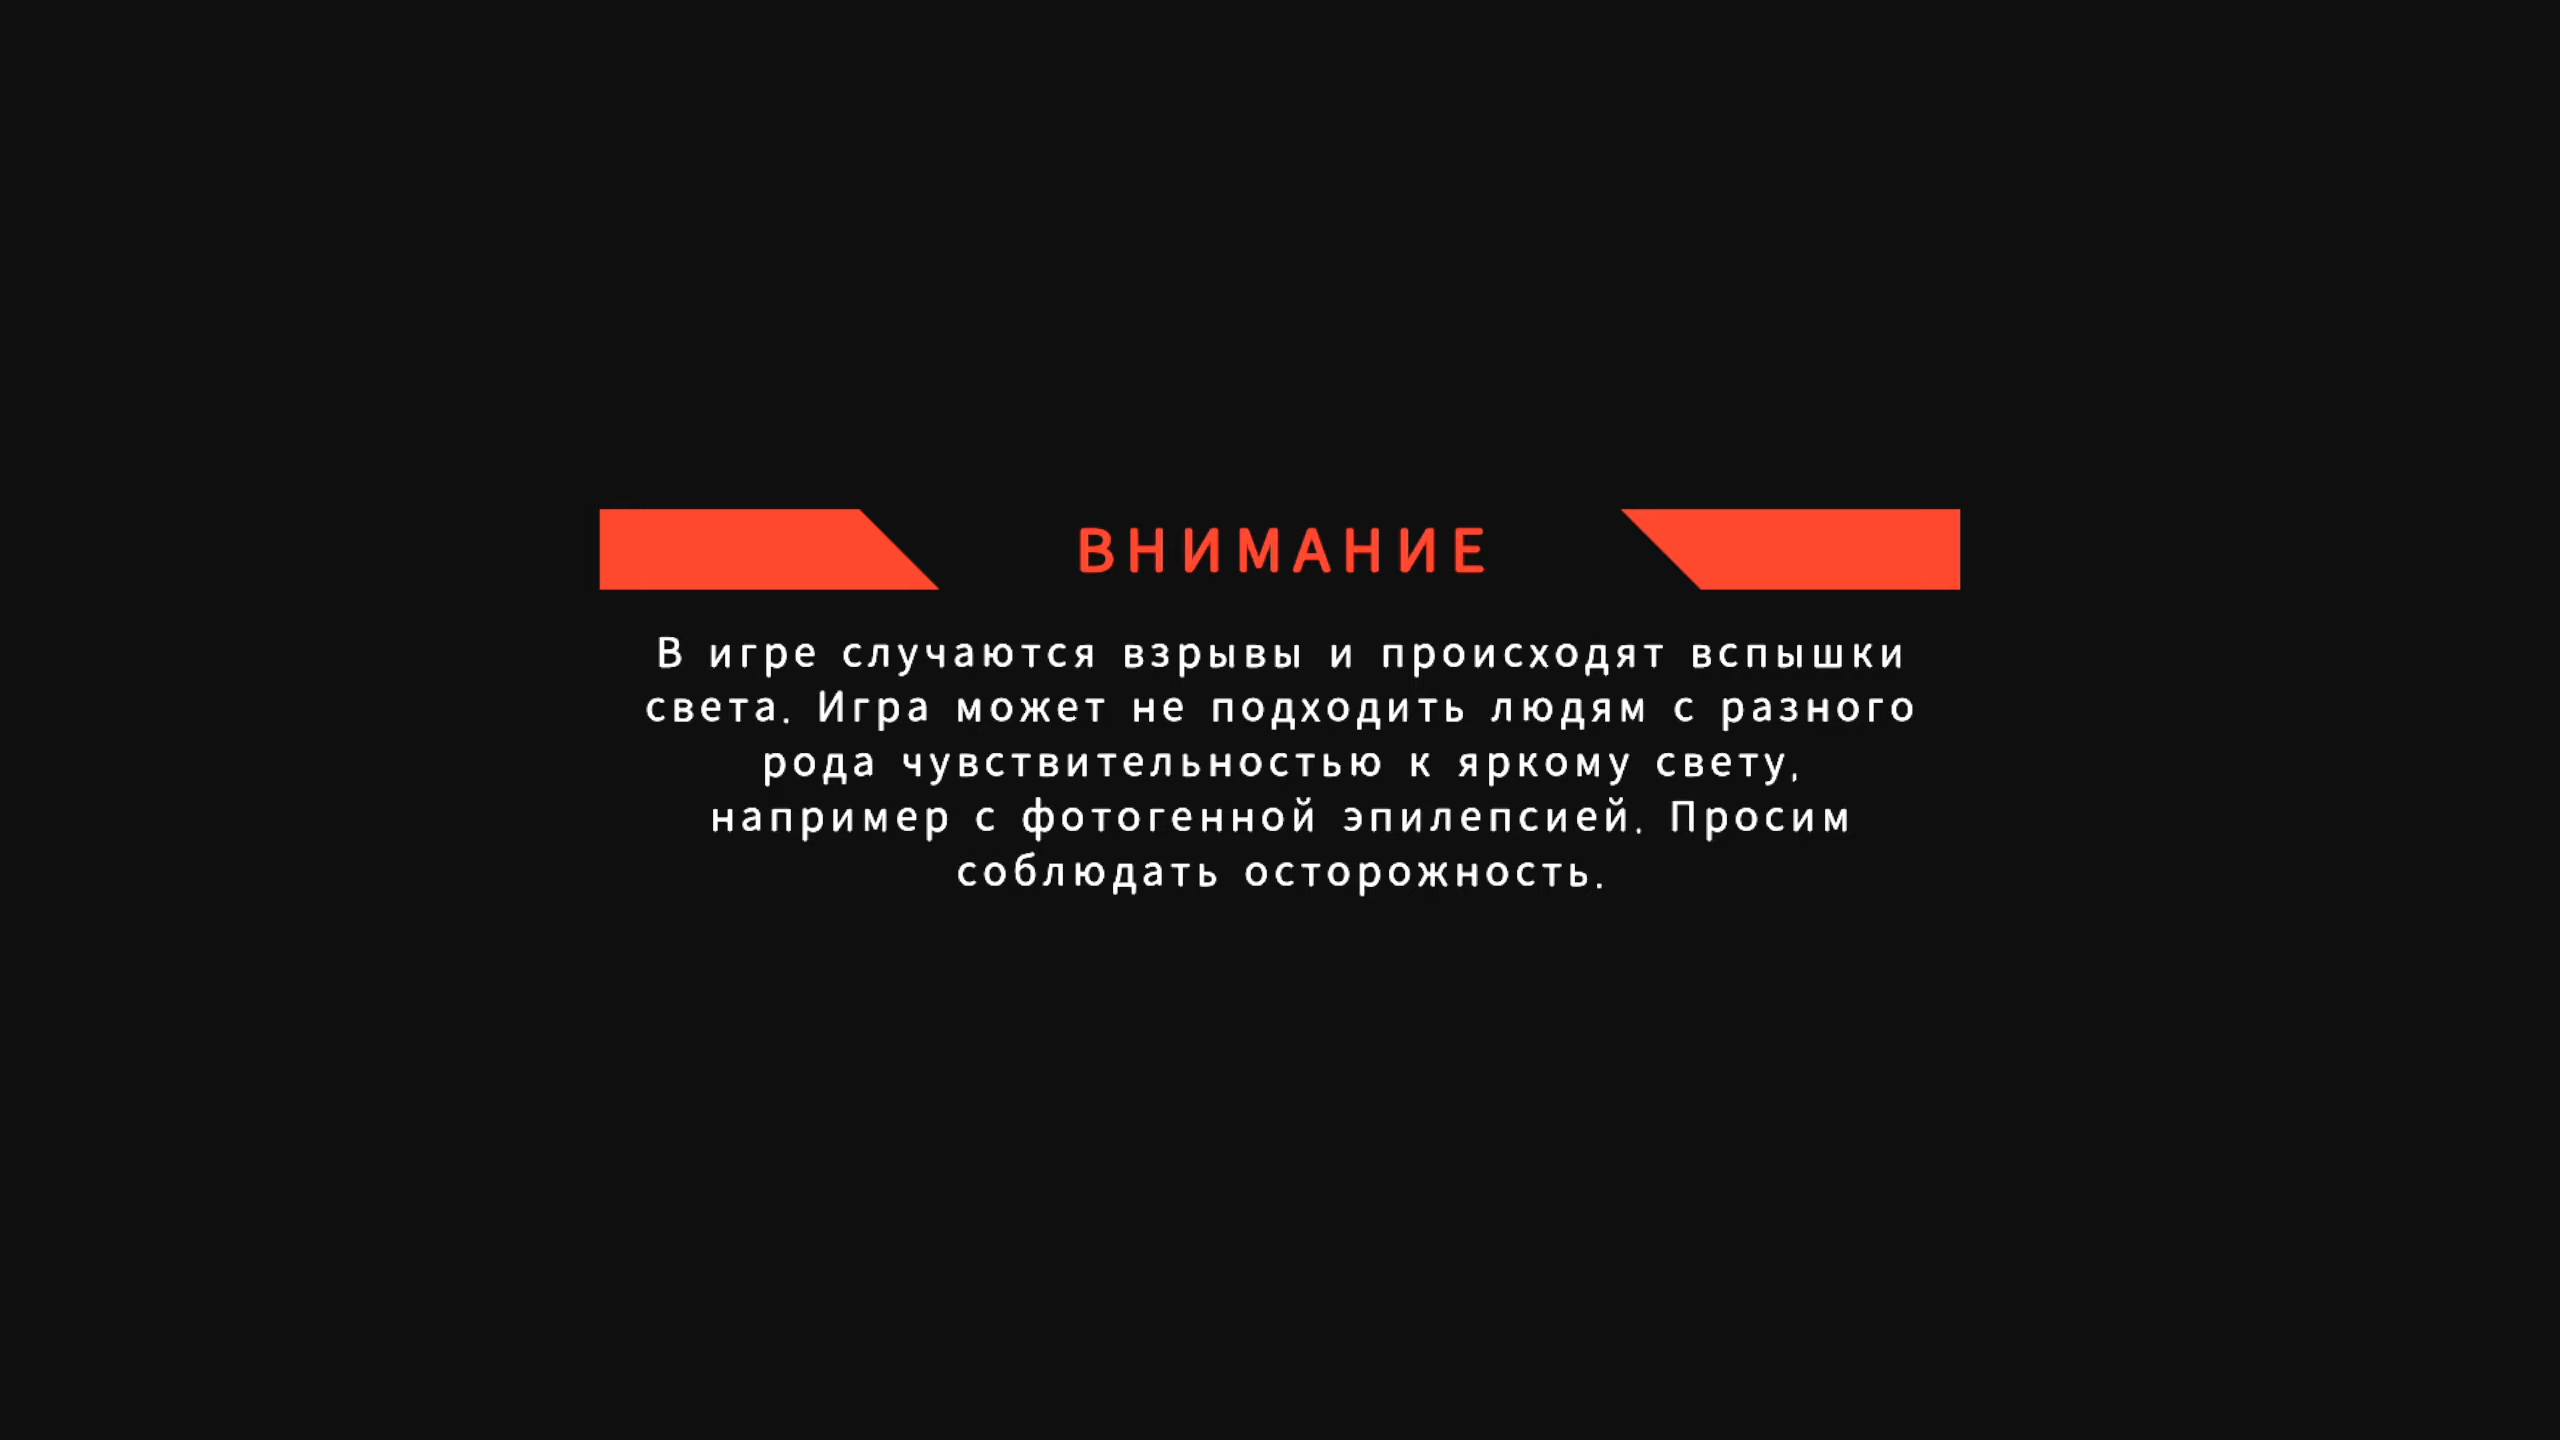 ВНИМАНИЕ
В игре случаются взрывы и происходят вспышки
света. Игра может не подходить людям с разного
рода чувствительностью к яркому свету,
например с фотогенной эпилепсией. Просим
соблюдать осторожность.